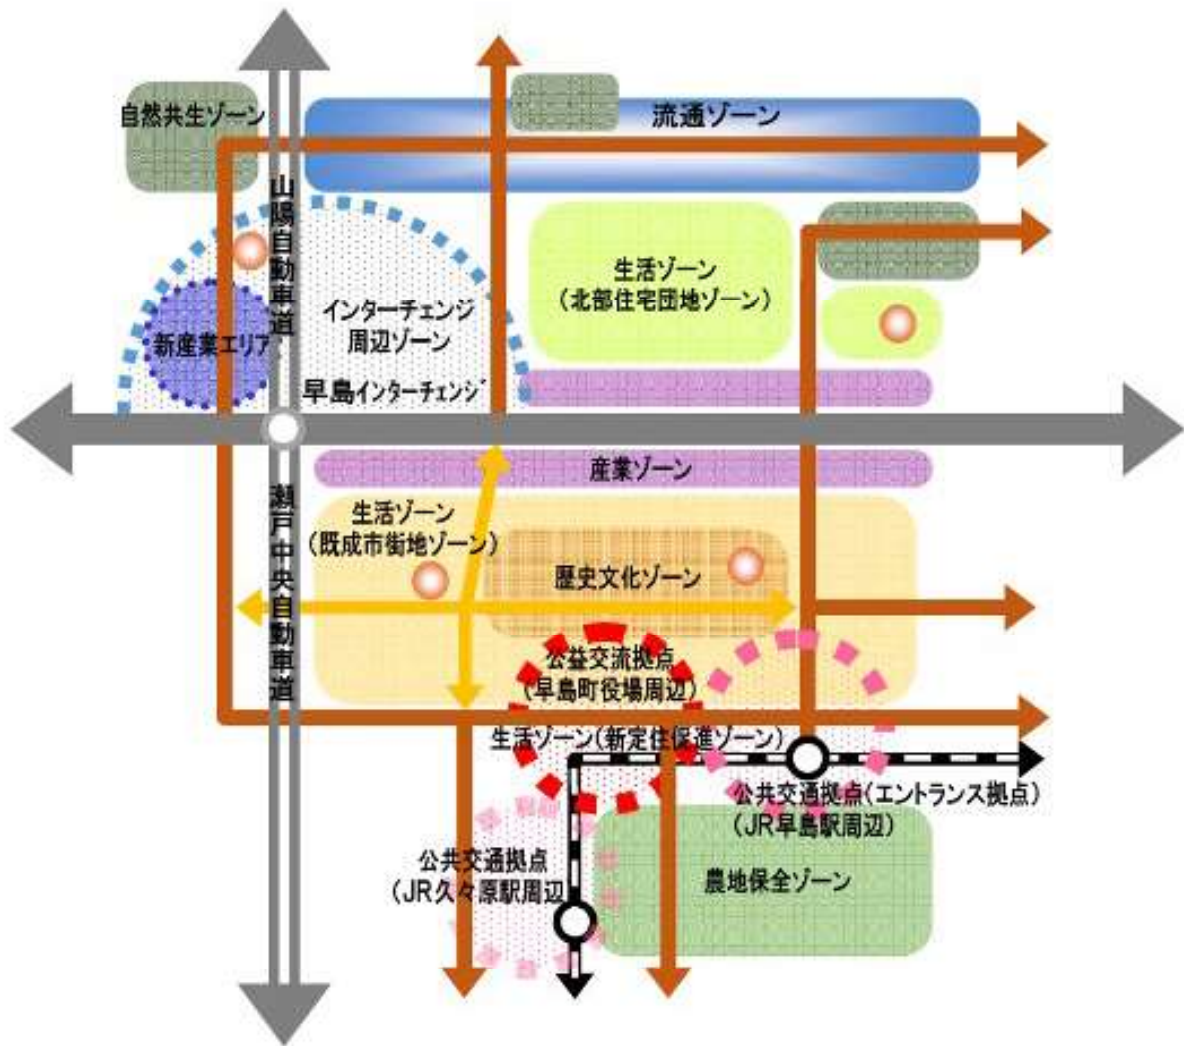 自然共生ゾーン
流通ゾーン
山陽自動車道
生活ゾーン
(北部住宅団地ゾーン)
インターチェンジ
周辺ゾーン
新産業エリア
早島インターチェンジ
産業ゾーン
瀬戸中央自動車道
生活ゾーン
(既成市街地ゾーン)
歴史文化ゾーン
公益交流拠点
(早島町役場周辺)
生活ゾーン(新定住促進ゾーン)
公共交通拠点(エントランス拠点)
(JR早島駅周辺)
公共交通拠点
(JR久々原駅周辺
農地保全ゾーン